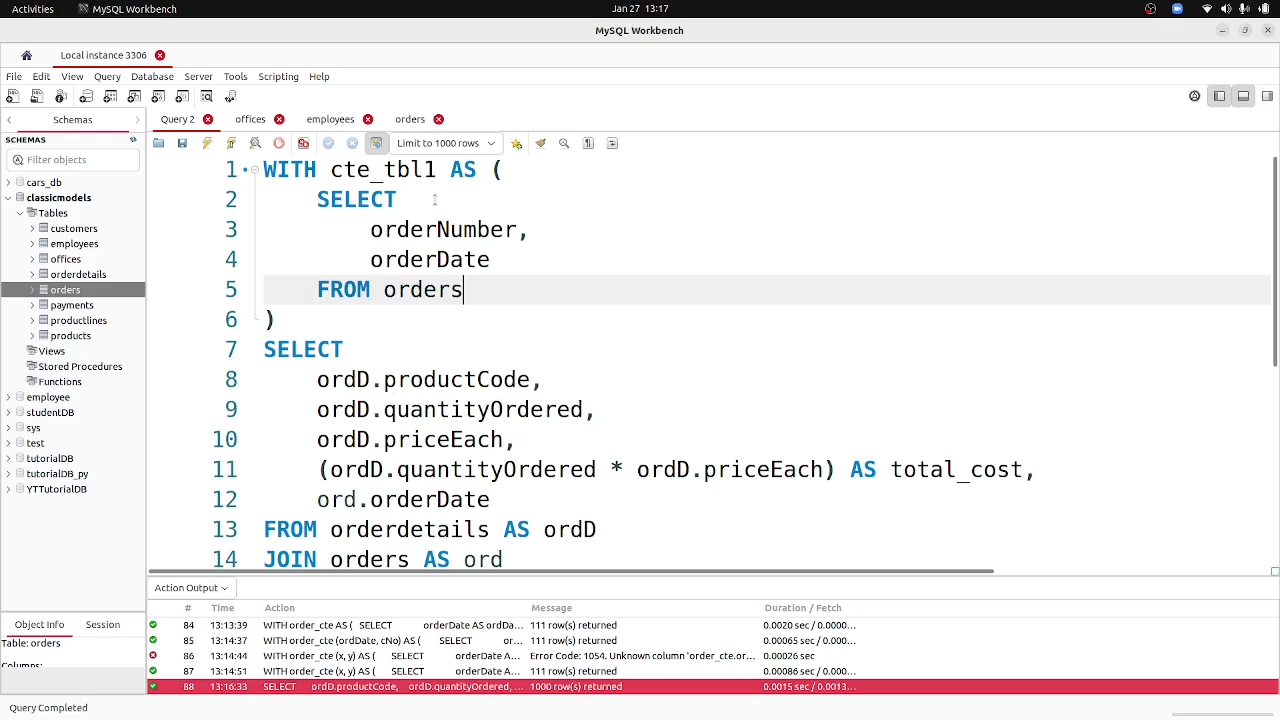 Activities MySQL Workbench Jan 27 13:17
MySQL Workbench
Local instance 3306
File Edit View Query Database Server Tools Scripting Help
Schemas
Query 2 offices employees orders
SCHEMAS
Limit to 1000 rows
Filter objects
cars_db
classicmodels
Tables
customers
employees
offices
orderdetails
orders
payments
productlines
products
Views
Stored Procedures
Functions
employee
studentDB
sys
test
tutorialDB
tutorialDB_py
YTTutorialDB
1 WITH cte_tbl1 AS (
2 SELECT
3 orderNumber,
4 orderDate
5 FROM orders
6 )
7 SELECT
8 ordD.productCode,
9 ordD.quantityOrdered,
10 ordD.priceEach,
11 (ordD.quantityOrdered * ordD.priceEach) AS total_cost,
12 ord.orderDate
13 FROM orderdetails AS ordD
14 JOIN orders AS ord
Action Output
# Time Action Message Duration / Fetch
84 13:13:39 WITH order_cte AS ( SELECT orderDate AS ordDa... 111 row(s) returned 0.0020 sec / 0.0000...
85 13:14:37 WITH order_cte (ordDate, cNo) AS ( SELECT or... 111 row(s) returned 0.00065 sec / 0.000...
86 13:14:44 WITH order_cte (x, y) AS ( SELECT orderDate A... Error Code: 1054. Unknown column 'order_cte.or... 0.00026 sec
87 13:14:51 WITH order_cte (x, y) AS ( SELECT orderDate A... 111 row(s) returned 0.00086 sec / 0.000...
88 13:16:33 SELECT ordD.productCode, ordD.quantityOrdered, ... 1000 row(s) returned 0.0015 sec / 0.0013...
Object Info Session
Table: orders
Columns:
Query Completed